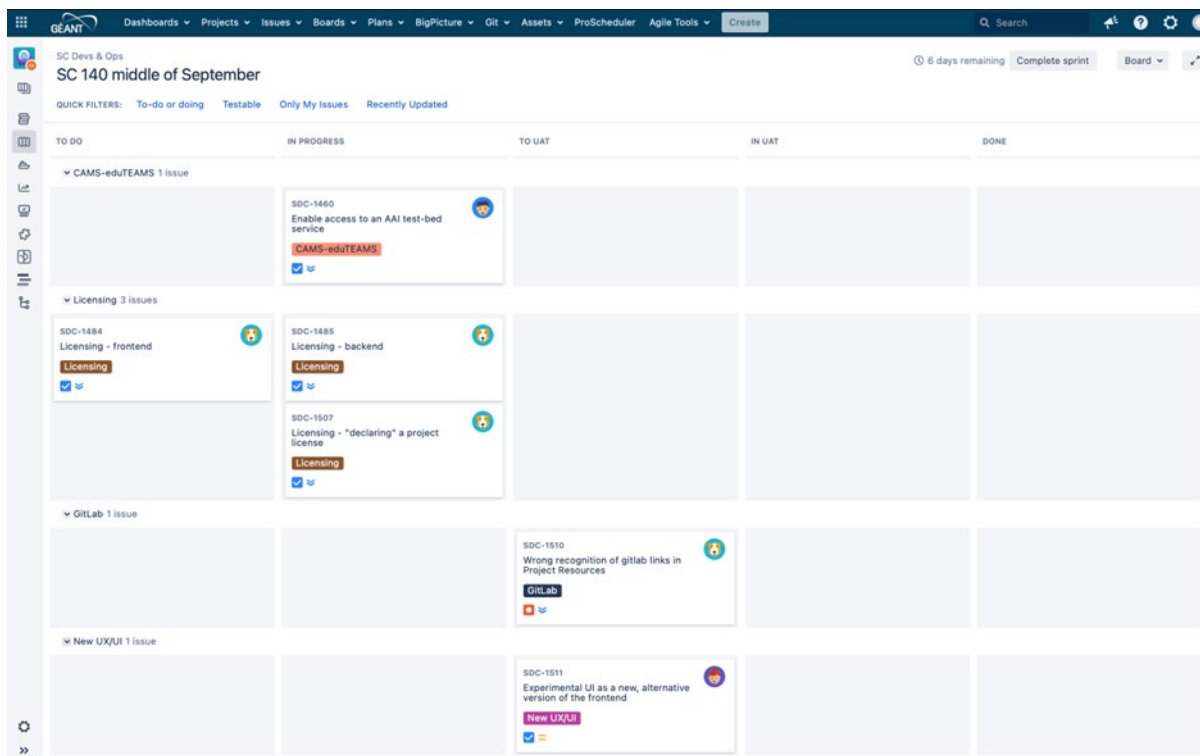 GÉANT Dashboards Projects Issues Boards Plans BigPicture Git Assets ProScheduler Agile Tools Create Search
SC Devs & Ops
SC 140 middle of September
6 days remaining Complete sprint Board
QUICK FILTERS: To-do or doing Testable Only My Issues Recently Updated
TO DO IN PROGRESS TO UAT IN UAT DONE
CAMS-eduTEAMS 1 issue
SDC-1460
Enable access to an AAI test-bed
service
CAMS-eduTEAMS
Licensing 3 issues
SDC-1484
Licensing - frontend
Licensing
SDC-1485
Licensing - backend
Licensing
SDC-1507
Licensing - "declaring" a project
license
Licensing
GitLab 1 issue
SDC-1510
Wrong recognition of gitlab links in
Project Resources
GitLab
New UX/UI 1 issue
SDC-1511
Experimental UI as a new, alternative
version of the frontend
New UX/UI